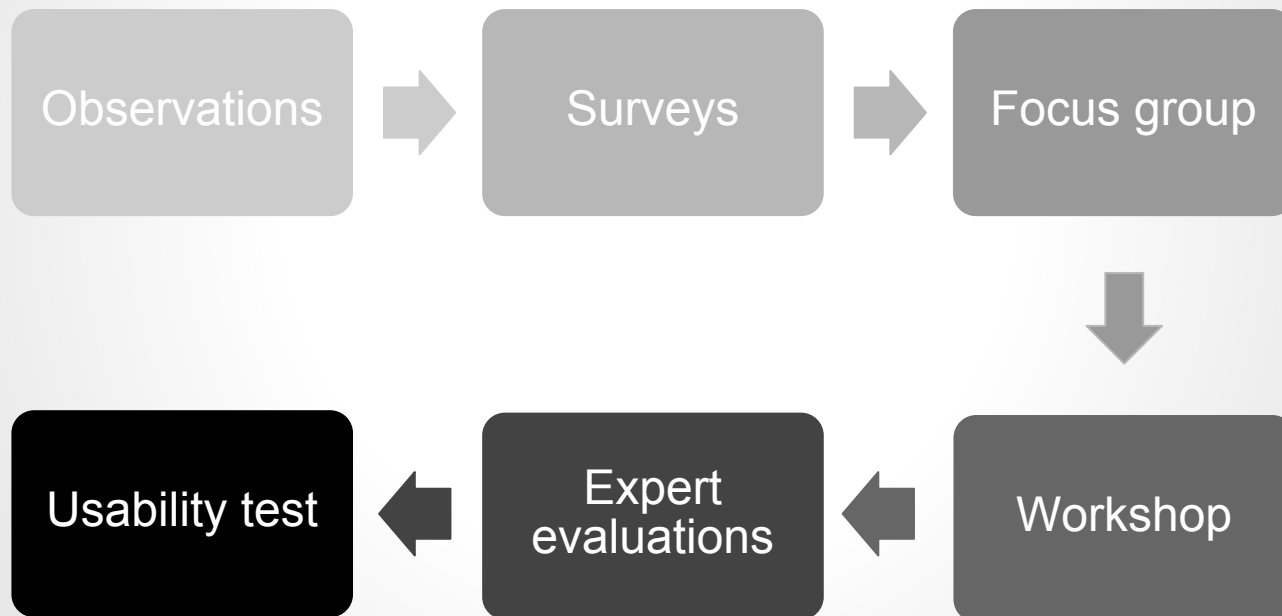 Observations
Surveys
Focus group
Workshop
Expert
evaluations
Usability test